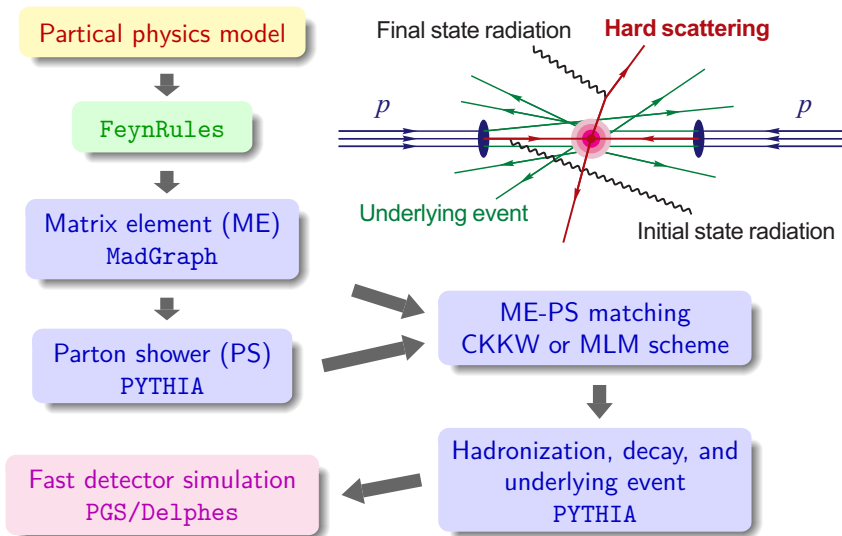 Partical physics model
FeynRules
Matrix element (ME)
MadGraph
Parton shower (PS)
PYTHIA
Final state radiation
Hard scattering
p
p
Underlying event
Initial state radiation
ME-PS matching
CKKW or MLM scheme
Hadronization, decay, and
underlying event
PYTHIA
Fast detector simulation
PGS/Delphes